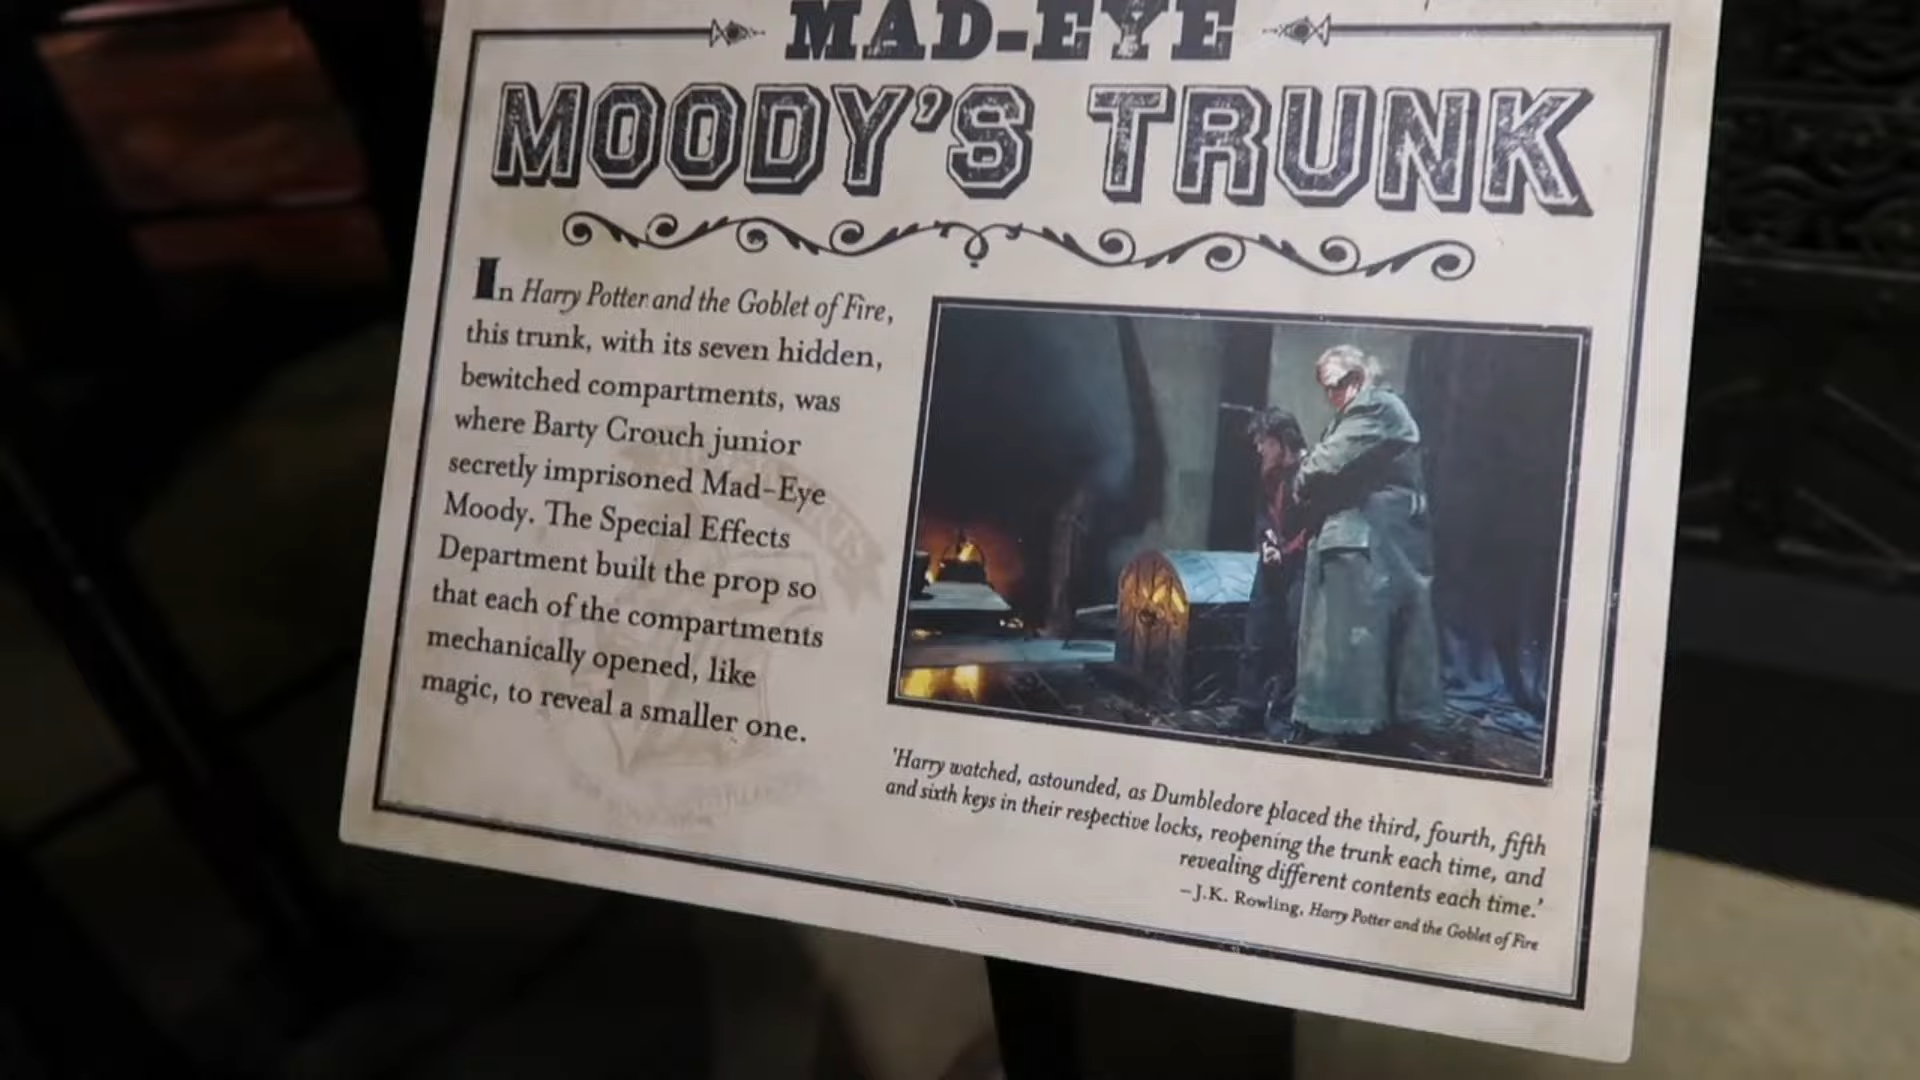 MAD-EYE
MOODY'S TRUNK
In Harry Potter and the Goblet of Fire,
this trunk, with its seven hidden,
bewitched compartments, was
where Barty Crouch junior
secretly imprisoned Mad-Eye
Moody. The Special Effects
Department built the prop so
that each of the compartments
mechanically opened, like
magic, to reveal a smaller one.
'Harry watched, astounded, as Dumbledore placed the third, fourth, fifth
and sixth keys in their respective locks, reopening the trunk each time, and
revealing different contents each time.'
–J.K. Rowling, Harry Potter and the Goblet of Fire